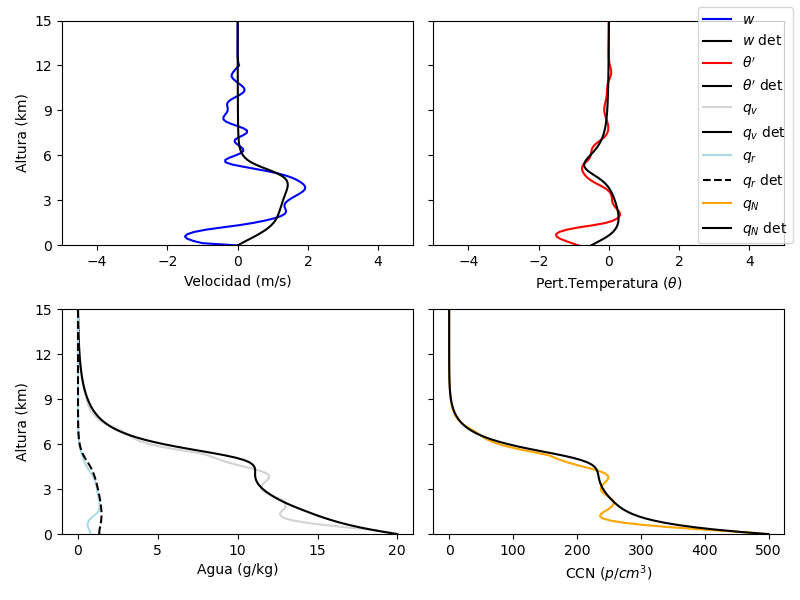 Altura (km)
15
12
9
6
3
0
−4 −2 0 2 4
Velocidad (m/s)
−4 −2 0 2 4
Pert.Temperatura (θ)
w
w det
θ′
θ′ det
q_v
q_v det
q_r
q_r det
q_N
q_N det
Altura (km)
15
12
9
6
3
0
0 5 10 15 20
Agua (g/kg)
0 100 200 300 400 500
CCN (p/cm³)